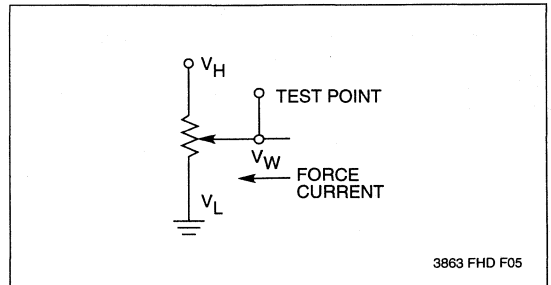 VH
TEST POINT
VW
FORCE
CURRENT
VL
3863 FHD F05